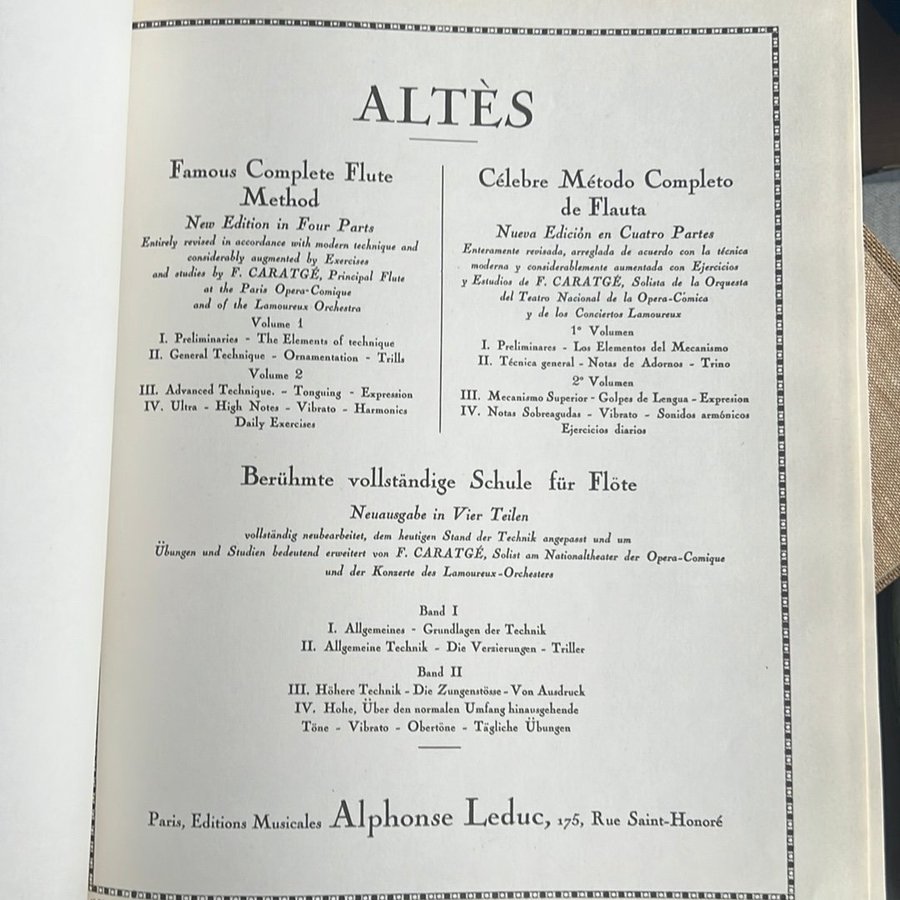 ALTÈS
Famous Complete Flute
Method
New Edition in Four Parts
Entirely revised in accordance with modern technique and
considerably augmented by Exercises
and studies by F. CARATGÉ, Principal Flute
at the Paris Opera-Comique
and of the Lamoureux Orchestra
Volume 1
I. Preliminaries - The Elements of technique
II. General Technique - Ornamentation - Trills
Volume 2
III. Advanced Technique. - Tonguing - Expression
IV. Ultra - High Notes - Vibrato - Harmonics
Daily Exercises
Célebre Método Completo
de Flauta
Nueva Edición en Cuatro Partes
Enteramente revisada, arreglada de acuerdo con la técnica
moderna y considerablemente aumentada con Ejercicios
y Estudios de F. CARATGÉ, Solista de la Orquesta
del Teatro Nacional de la Opera-Cómica
y de los Conciertos Lamoureux
1º Volumen
I. Preliminares - Los Elementos del Mecanismo
II. Técnica general - Notas de Adornos - Trino
2º Volumen
III. Mecanismo Superior - Golpes de Lengua - Expresion
IV. Notas Sobreagudas - Vibrato - Sonidos armónicos
Ejercicios diarios
Berühmte vollständige Schule für Flöte
Neuausgabe in Vier Teilen
vollständig neubearbeitet, dem heutigen Stand der Technik angepasst und um
Übungen und Studien bedeutend erweitert von F. CARATGÉ, Solist am Nationaltheater der Opera-Comique
und der Konzerte des Lamoureux-Orchesters
Band I
I. Allgemeines - Grundlagen der Technik
II. Allgemeine Technik - Die Verzierungen - Triller
Band II
III. Höhere Technik - Die Zungenstösse - Von Ausdruck
IV. Hohe, Über den normalen Umfang hinausgehende
Töne - Vibrato - Obertöne - Tägliche Übungen
Paris, Editions Musicales Alphonse Leduc, 175, Rue Saint-Honoré